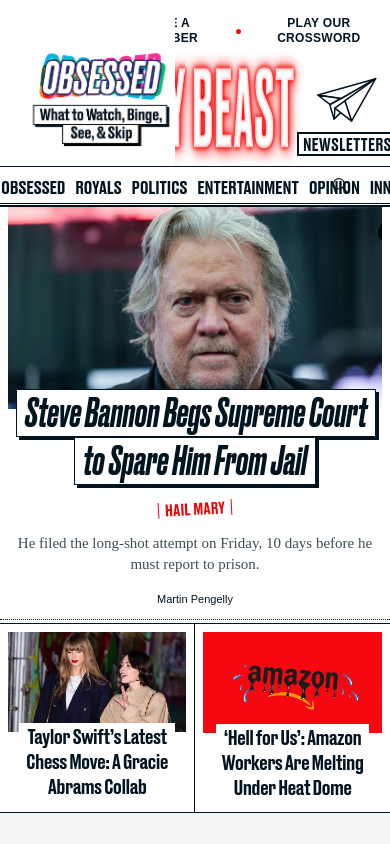 E A
BER
PLAY OUR
CROSSWORD
OBSESSED
What to Watch, Binge,
See, & Skip
Y BEAST
NEWSLETTERS
OBSESSED ROYALS POLITICS ENTERTAINMENT OPINION INN
Steve Bannon Begs Supreme Court
to Spare Him From Jail
HAIL MARY
He filed the long-shot attempt on Friday, 10 days before he
must report to prison.
Martin Pengelly
amazon
Taylor Swift’s Latest
Chess Move: A Gracie
Abrams Collab
‘Hell for Us’: Amazon
Workers Are Melting
Under Heat Dome